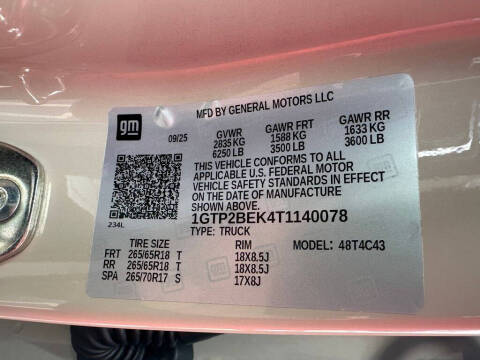 MFD BY GENERAL MOTORS LLC
gm
09/25
GVWR GAWR FRT GAWR RR
2835 KG 1588 KG 1633 KG
6250 LB 3500 LB 3600 LB
THIS VEHICLE CONFORMS TO ALL
APPLICABLE U.S. FEDERAL MOTOR
VEHICLE SAFETY STANDARDS IN EFFECT
ON THE DATE OF MANUFACTURE
SHOWN ABOVE.
234L
1GTP2BEK4T1140078
TYPE: TRUCK
TIRE SIZE RIM MODEL: 48T4C43
FRT 265/65R18 T 18X8.5J
RR 265/65R18 T 18X8.5J
SPA 265/70R17 S 17X8J